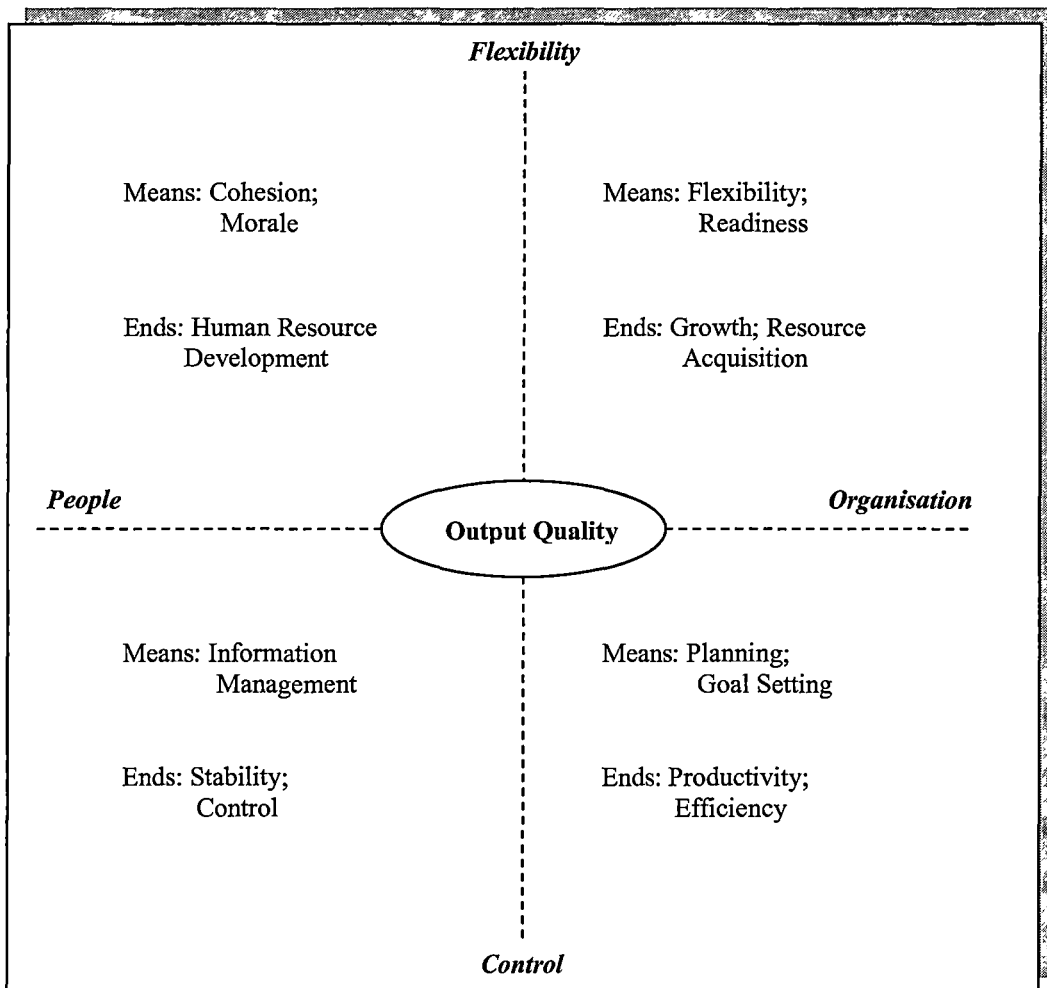 Flexibility
Means: Cohesion;
Morale
Means: Flexibility;
Readiness
Ends: Human Resource
Development
Ends: Growth; Resource
Acquisition
People
Organisation
Output Quality
Means: Information
Management
Means: Planning;
Goal Setting
Ends: Stability;
Control
Ends: Productivity;
Efficiency
Control